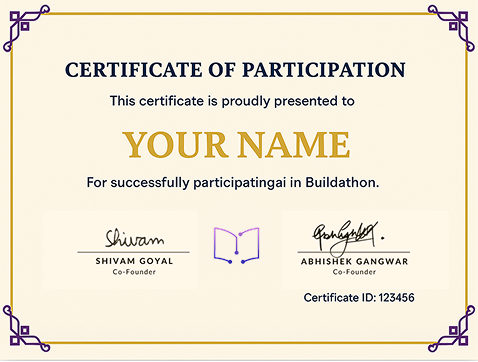 CERTIFICATE OF PARTICIPATION
This certificate is proudly presented to
YOUR NAME
For successfully participatingai in Buildathon.
Shivam
SHIVAM GOYAL
Co-Founder
ABHISHEK GANGWAR
Co-Founder
Certificate ID: 123456